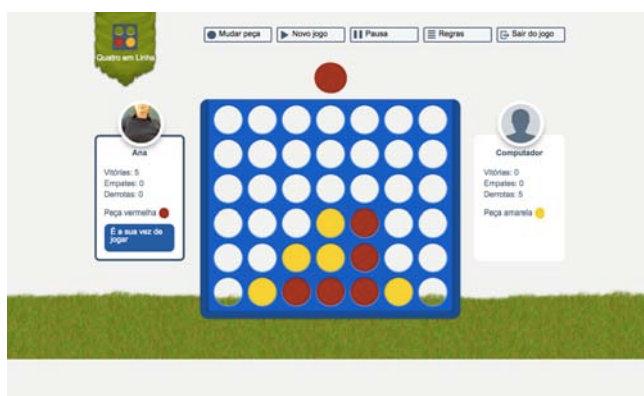 Quatro em Linha
Mudar peça
Novo jogo
Pausa
Regras
Sair do jogo
Ana
Vitórias: 5
Empates: 0
Derrotas: 0
Peça vermelha
É a sua vez de
jogar
Computador
Vitórias: 0
Empates: 0
Derrotas: 5
Peça amarela